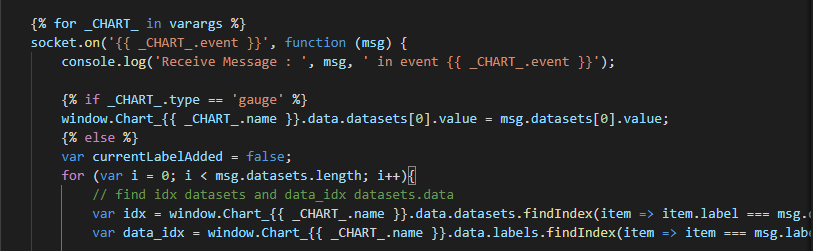 {% for _CHART_ in varargs %}
socket.on('{{ _CHART_.event }}', function (msg) {
console.log('Receive Message : ', msg, ' in event {{ _CHART_.event }}');
{% if _CHART_.type == 'gauge' %}
window.Chart_{{ _CHART_.name }}.data.datasets[0].value = msg.datasets[0].value;
{% else %}
var currentLabelAdded = false;
for (var i = 0; i < msg.datasets.length; i++){
// find idx datasets and data_idx datasets.data
var idx = window.Chart_{{ _CHART_.name }}.data.datasets.findIndex(item => item.label === msg.
var data_idx = window.Chart_{{ _CHART_.name }}.data.labels.findIndex(item => item === msg.